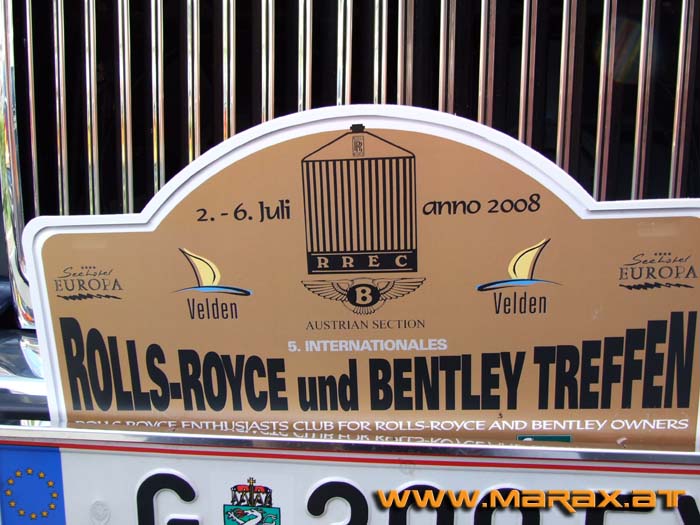 2. - 6. Juli
anno 2008
RR
RREC
B
AUSTRIAN SECTION
Seehotel
EUROPA
Velden
Velden
Seehotel
EUROPA
5. INTERNATIONALES
ROLLS-ROYCE und BENTLEY TREFFEN
ROLLS-ROYCE ENTHUSIASTS CLUB FOR ROLLS-ROYCE AND BENTLEY OWNERS
G
www.marax.at